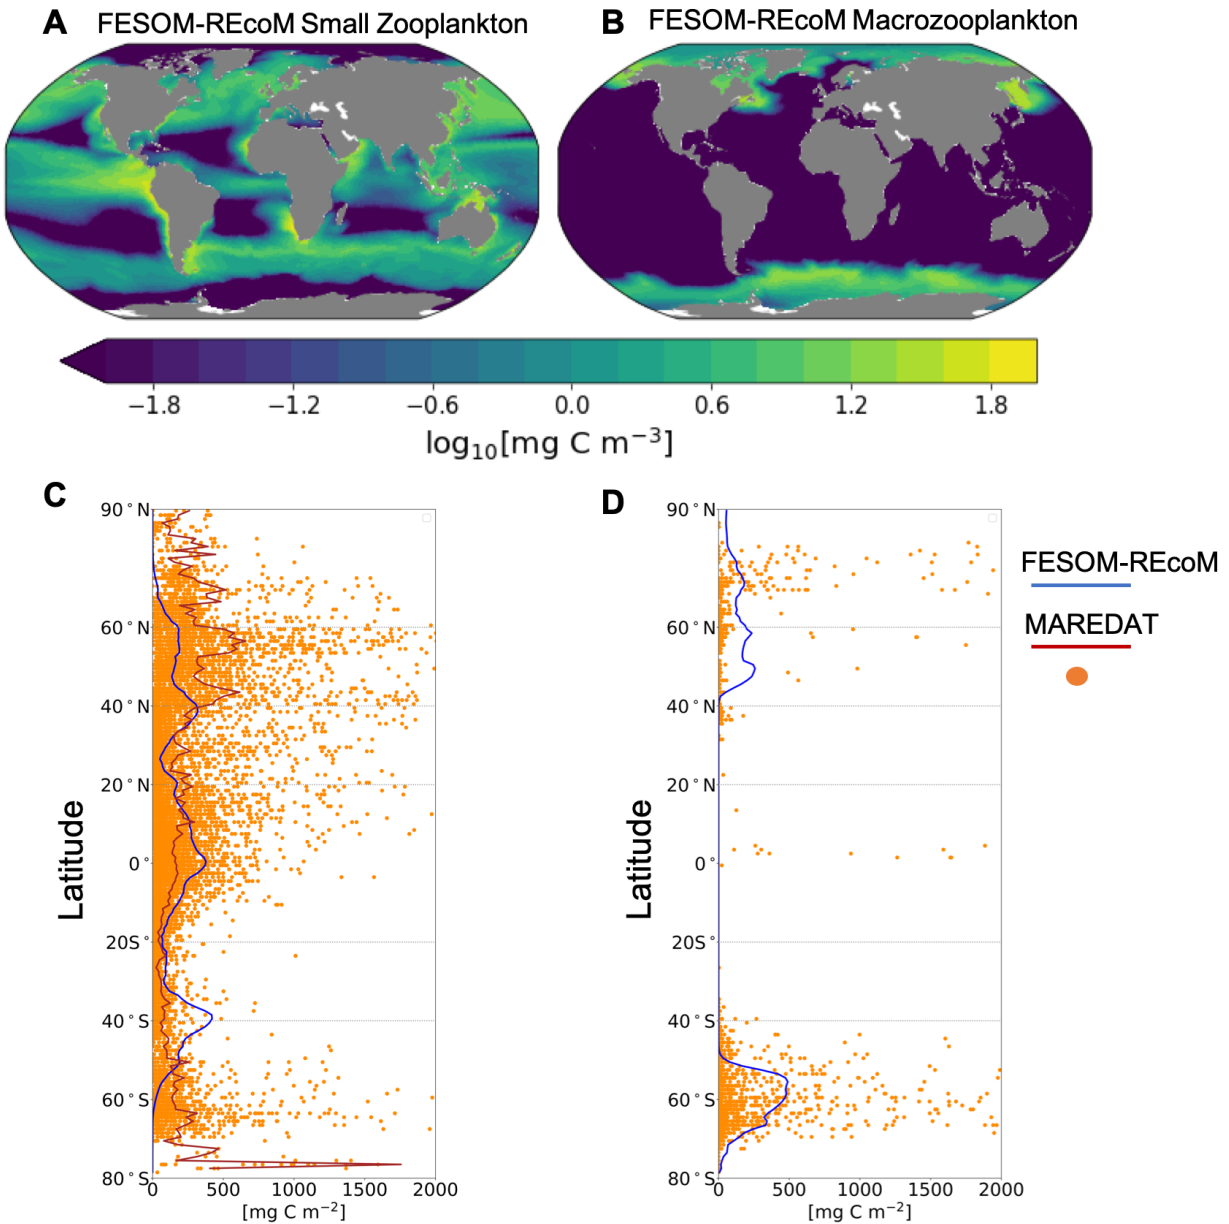 A FESOM-REcoM Small Zooplankton
B FESOM-REcoM Macrozooplankton
−1.8 −1.2 −0.6 0.0 0.6 1.2 1.8
log10[mg C m−3]
C
90°N
60°N
40°N
20°N
0°
20S°
40°S
60°S
80°S
Latitude
0 500 1000 1500 2000
[mg C m−2]
D
90°N
60°N
40°N
20°N
0°
20S°
40°S
60°S
80°S
Latitude
0 500 1000 1500 2000
[mg C m−2]
FESOM-REcoM
MAREDAT